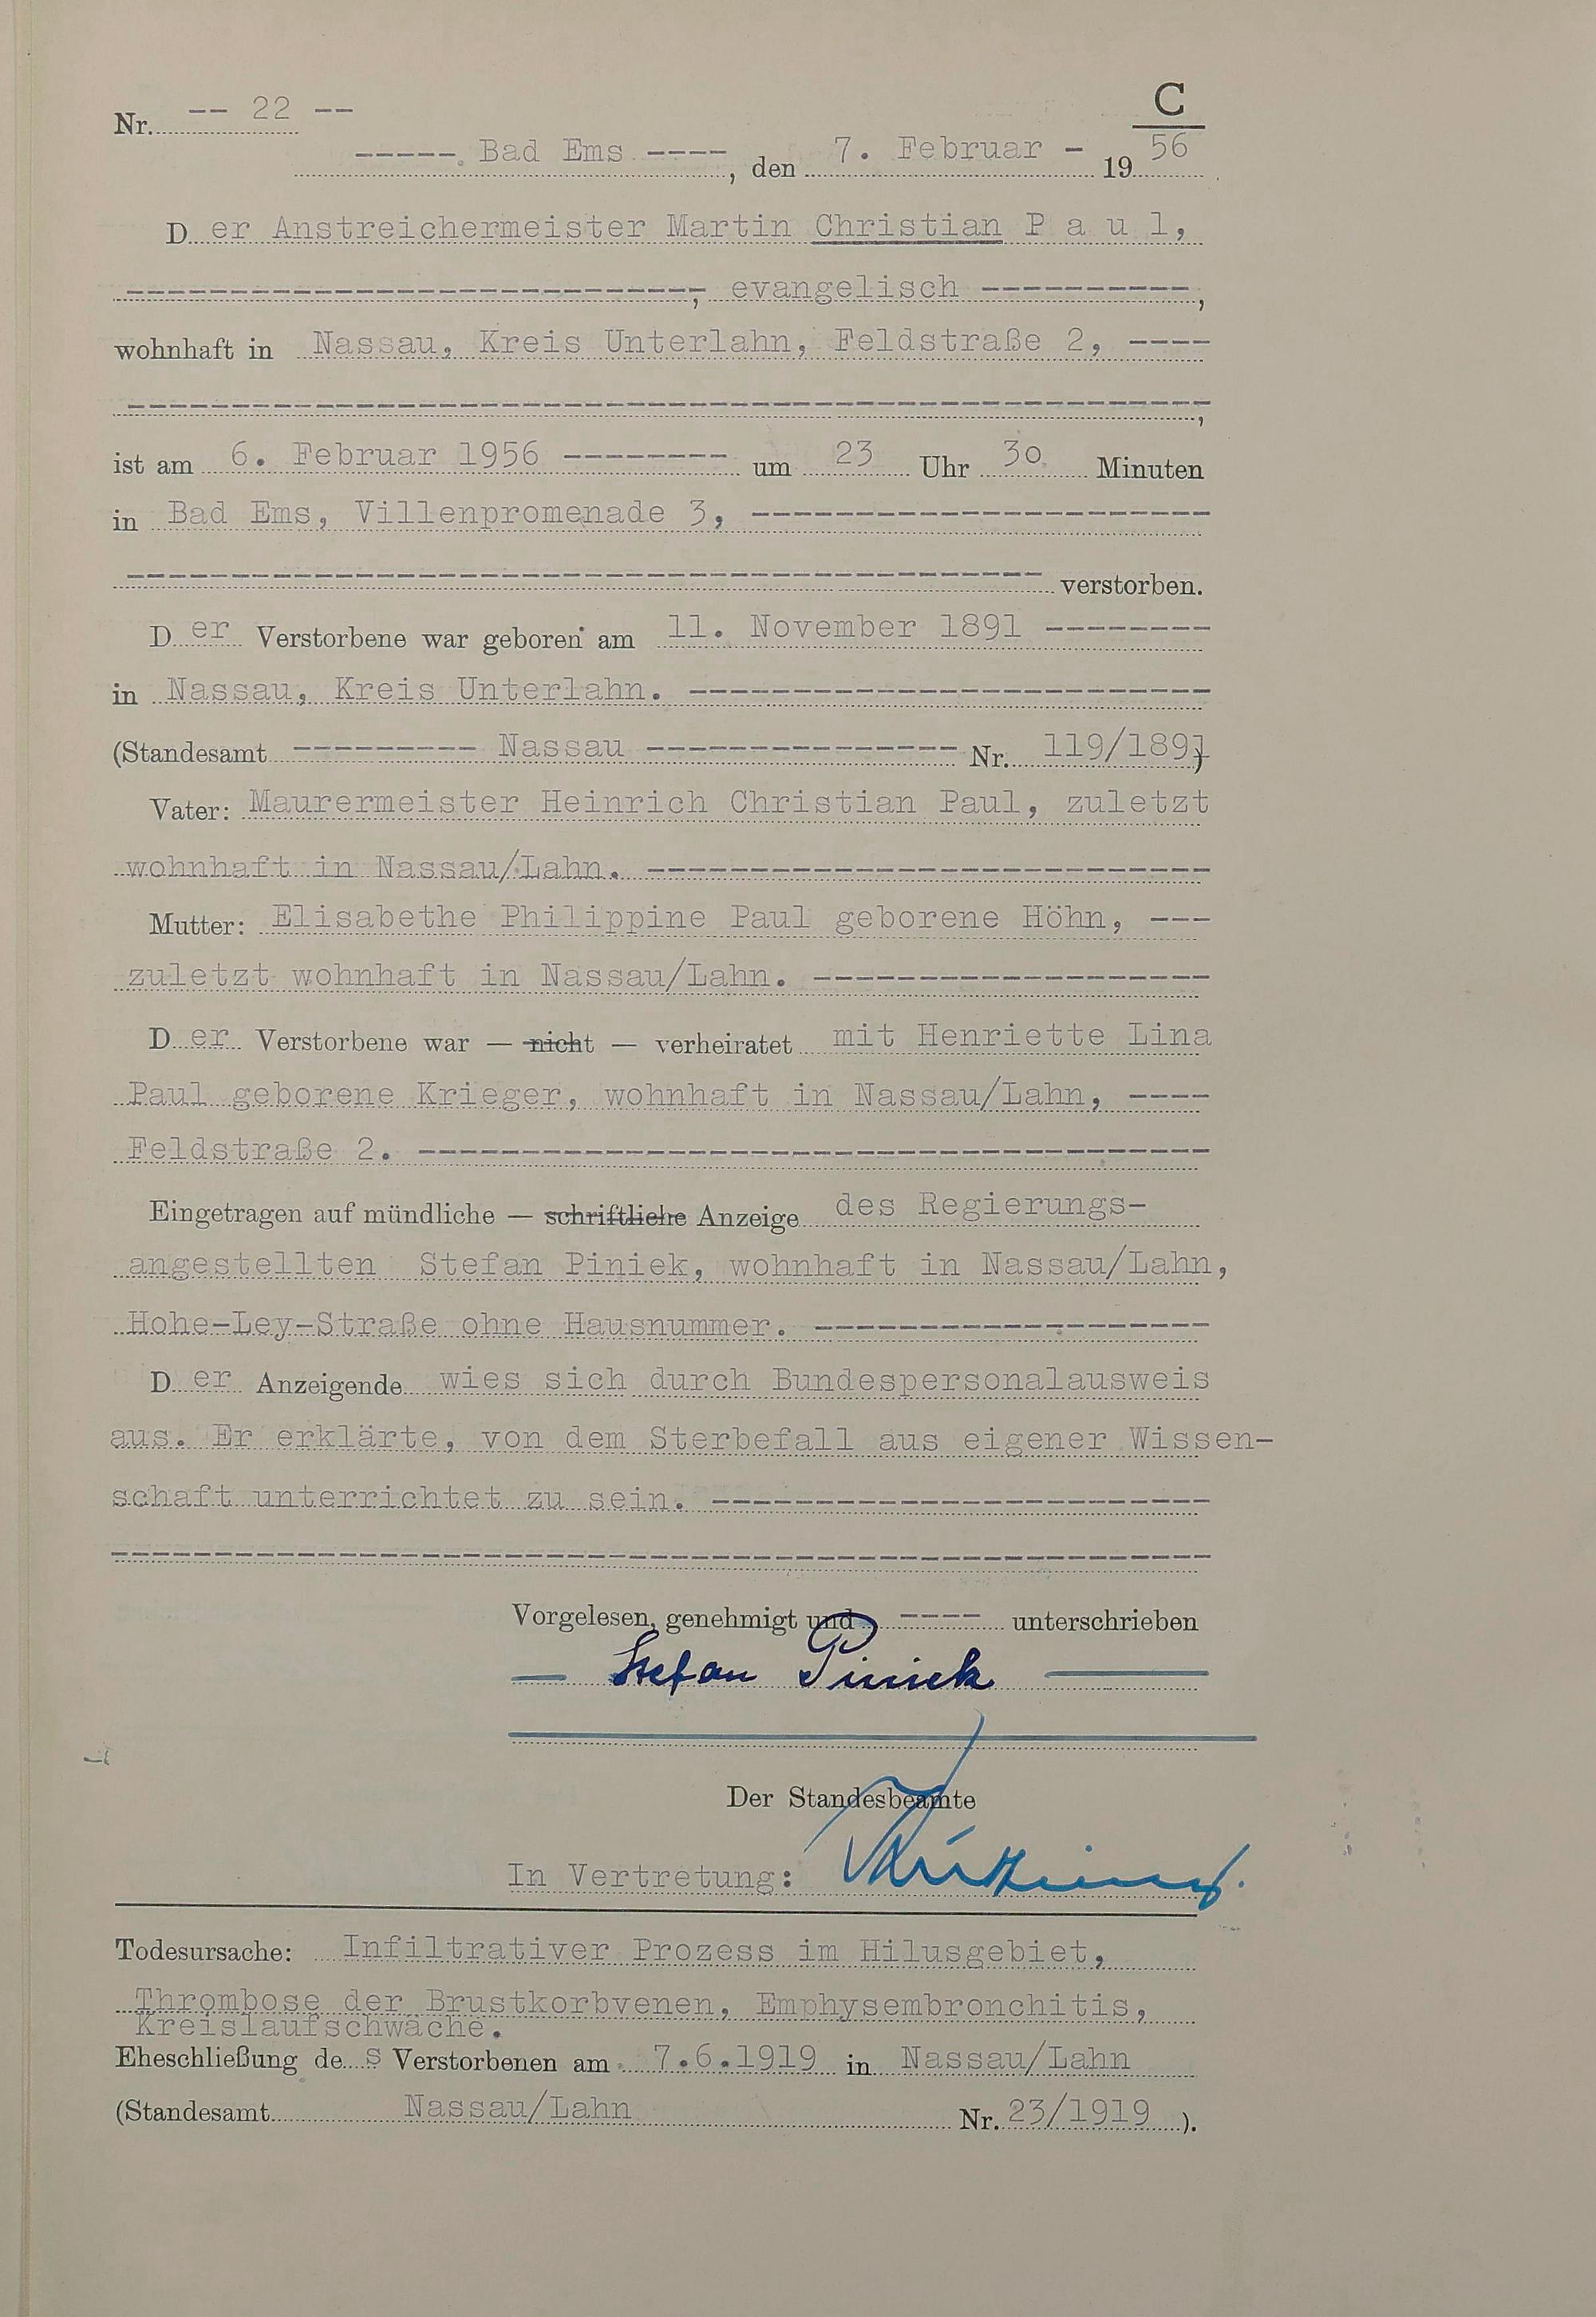 C
Nr. -- 22 --
-----. Bad Ems ----, den 7. Februar - 1956
Der Anstreichermeister Martin Christian P a u l,
----------------------------, evangelisch ----------,
wohnhaft in Nassau, Kreis Unterlahn, Feldstraße 2, ----
----------------------------------------------------,
ist am 6. Februar 1956 -------- um 23 Uhr 30 Minuten
in Bad Ems, Villenpromenade 3, ----------------------
-------------------------------------------- verstorben.
Der Verstorbene war geboren am 11. November 1891 --------
in Nassau, Kreis Unterlahn. -------------------------
(Standesamt --------- Nassau --------------- Nr. 119/1891)
Vater: Maurermeister Heinrich Christian Paul, zuletzt
wohnhaft in Nassau/Lahn. ---------------------------
Mutter: Elisabethe Philippine Paul geborene Höhn, ---
zuletzt wohnhaft in Nassau/Lahn. -------------------
Der Verstorbene war — nicht — verheiratet mit Henriette Lina
Paul geborene Krieger, wohnhaft in Nassau/Lahn, ----
Feldstraße 2. --------------------------------------
Eingetragen auf mündliche — schriftliche Anzeige des Regierungs-
angestellten Stefan Piniek, wohnhaft in Nassau/Lahn,
Hohe-Ley-Straße ohne Hausnummer. -------------------
Der Anzeigende wies sich durch Bundespersonalausweis
aus. Er erklärte, von dem Sterbefall aus eigener Wissen-
schaft unterrichtet zu sein. ------------------------
-----------------------------------------------------
Vorgelesen, genehmigt und ---- unterschrieben
Stefan Piniek
Der Standesbeamte
In Vertretung:
Todesursache: Infiltrativer Prozess im Hilusgebiet,
Thrombose der Brustkorbvenen, Emphysembronchitis,
Kreislaufschwäche.
Eheschließung des Verstorbenen am 7.6.1919 in Nassau/Lahn
(Standesamt Nassau/Lahn Nr. 23/1919 ).